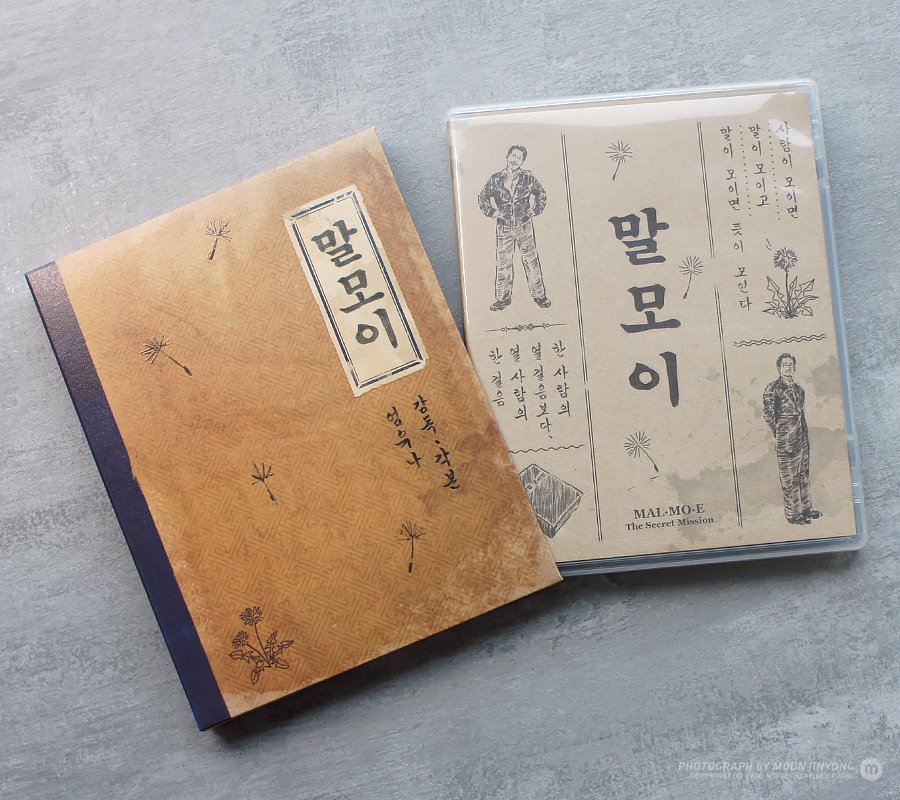 말모이
감독·각본
엄유나
사람이 모이면
말이 모이고
말이 모이면 뜻이 모인다
말모이
한 사람의
열 걸음보다,
열 사람의
한 걸음
MAL·MO·E
The Secret Mission
PHOTOGRAPH BY MOON JINYONG
m